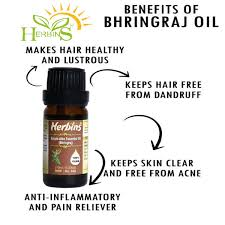 BENEFITS OF
BHRINGRAJ OIL
HERBINS
MAKES HAIR HEALTHY
AND LUSTROUS
KEEPS HAIR FREE
FROM DANDRUFF
Herbins
(Bhringraj)
KEEPS SKIN CLEAR
AND FREE FROM ACNE
ANTI-INFLAMMATORY
AND PAIN RELIEVER